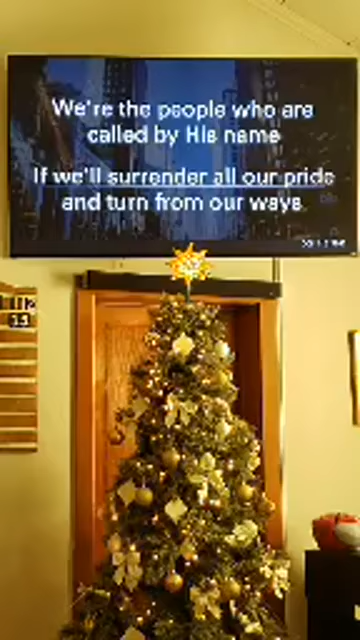 We're the people who are
called by His name
If we'll surrender all our pride
and turn from our ways